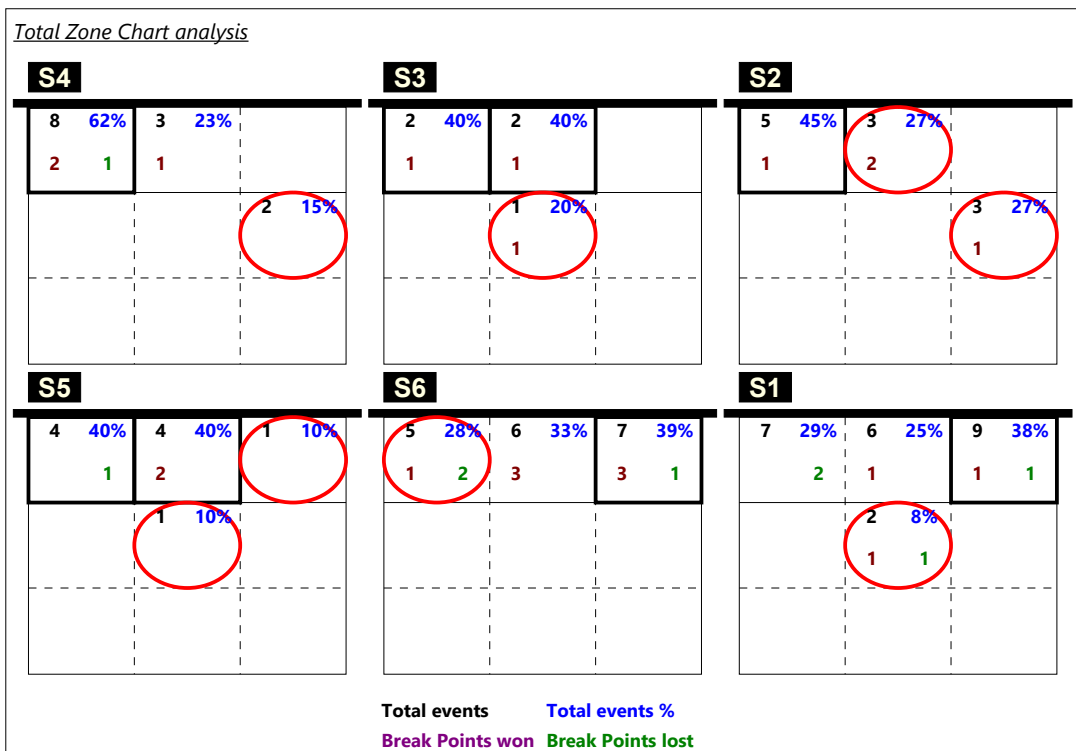 Total Zone Chart analysis
S4 S3 S2
8 62% 3 23% 2 40% 2 40% 5 45% 3 27%
2 1 1 1 1 1 2
2 15% 1 20% 3 27%
1 1
S5 S6 S1
4 40% 4 40% 1 10% 5 28% 6 33% 7 39% 7 29% 6 25% 9 38%
1 2 1 2 3 3 1 2 1 1 1
1 10% 2 8%
1 1
Total events Total events %
Break Points won Break Points lost